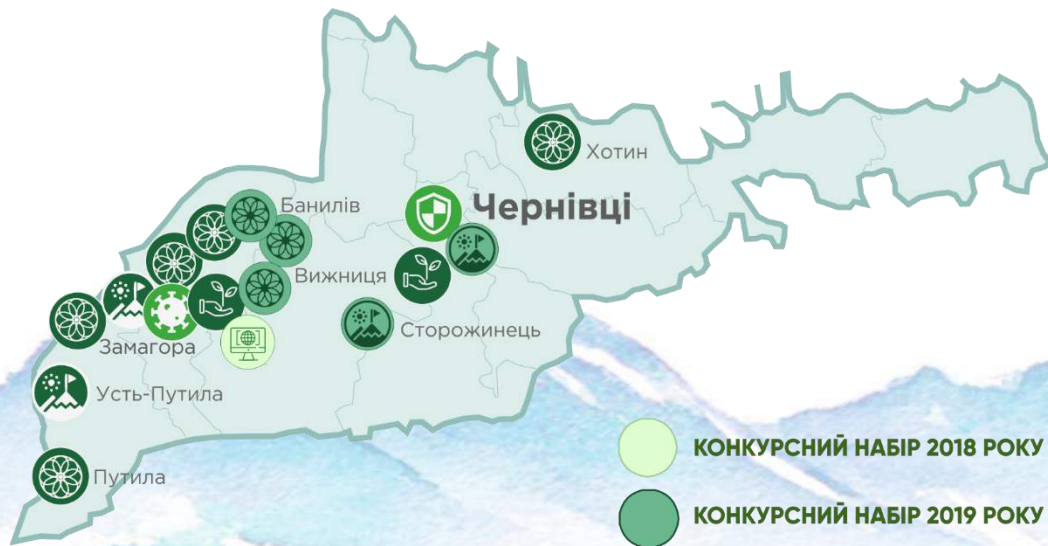 Хотин
Чернівці
Банилів
Вижниця
Сторожинець
Замагора
Усть-Путила
Путила
КОНКУРСНИЙ НАБІР 2018 РОКУ
КОНКУРСНИЙ НАБІР 2019 РОКУ